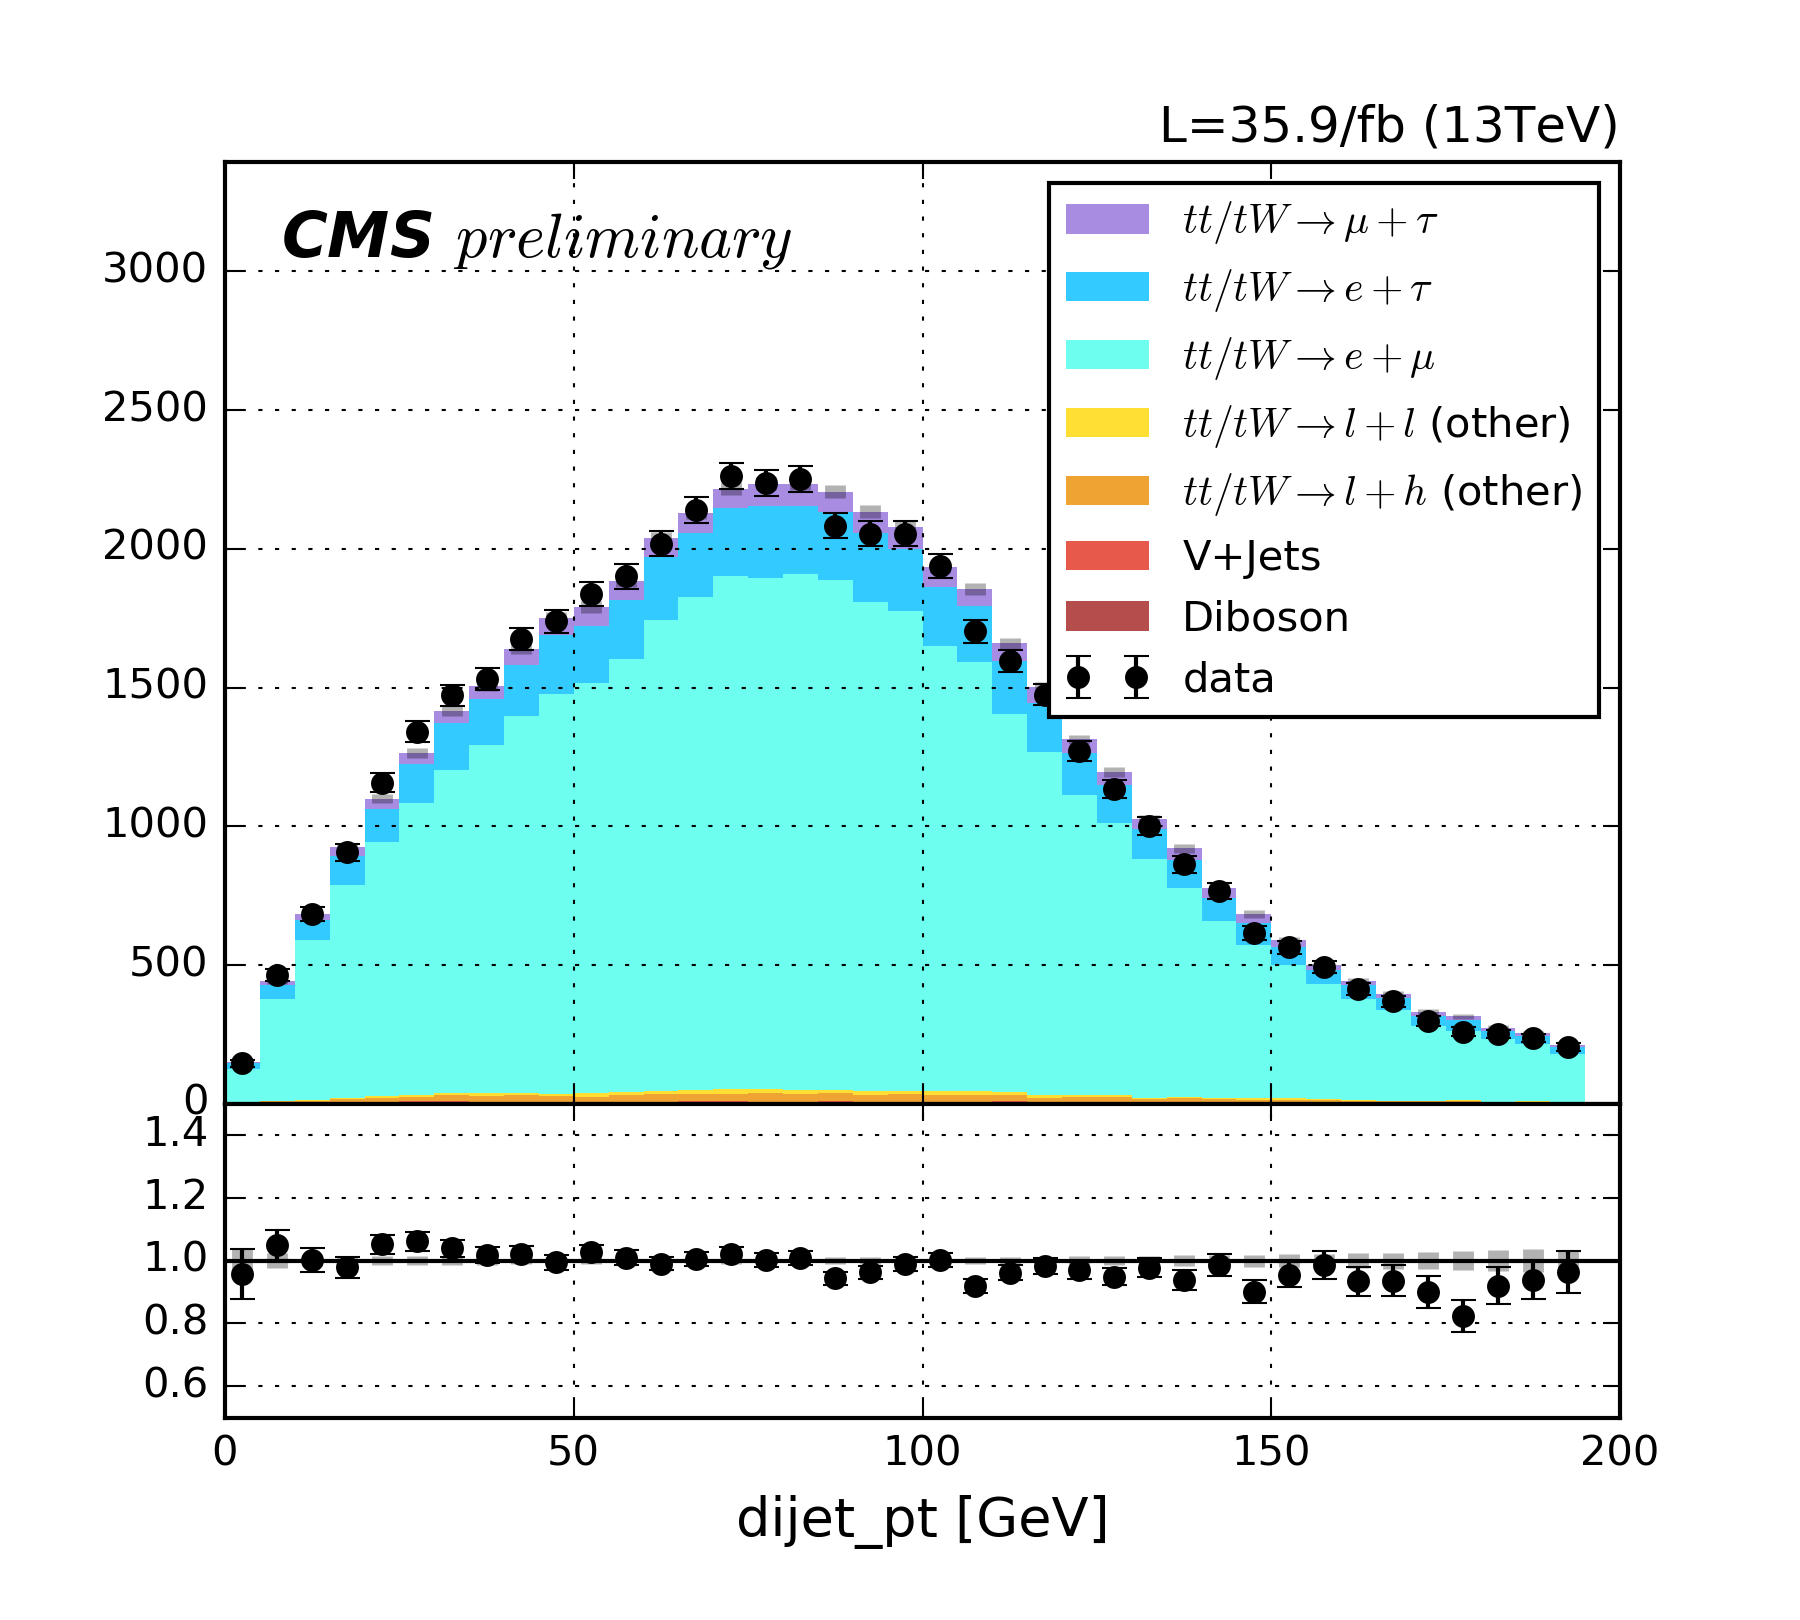 L=35.9/fb (13TeV)
CMS preliminary
tt/tW → μ + τ
tt/tW → e + τ
tt/tW → e + μ
tt/tW → l + l (other)
tt/tW → l + h (other)
V+Jets
Diboson
data
3000
2500
2000
1500
1000
500
0
1.4
1.2
1.0
0.8
0.6
0 50 100 150 200
dijet_pt [GeV]